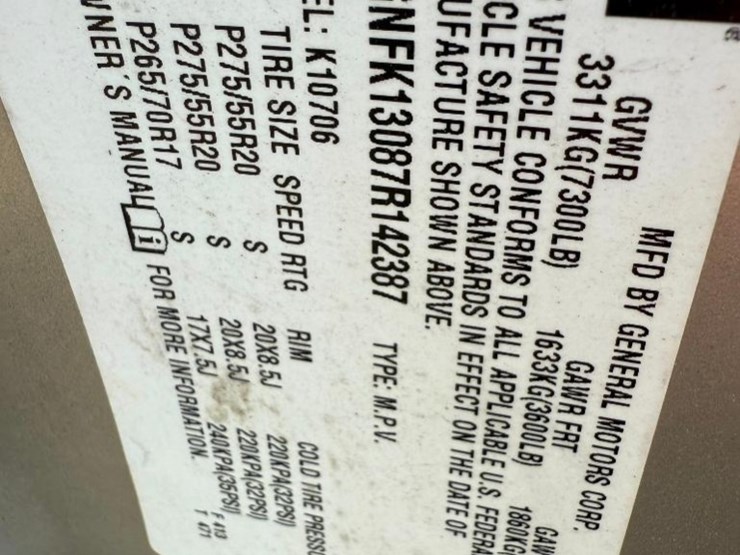 MFD BY GENERAL MOTORS CORP.
GVWR GAWR FRT
3311KG(7300LB) 1633KG(3600LB) 1860KG
VEHICLE CONFORMS TO ALL APPLICABLE U.S. FEDERA
CLE SAFETY STANDARDS IN EFFECT ON THE DATE OF
UFACTURE SHOWN ABOVE.
NFK13087R142387 TYPE: M.P.V.
EL: K10706
TIRE SIZE SPEED RTG RIM COLD TIRE PRESS
P275/55R20 S 20X8.5J 220KPA(32PSI)
P275/55R20 S 20X8.5J 220KPA(32PSI)
P265/70R17 S 17X7.5J 240KPA(35PSI)
NER'S MANUAL FOR MORE INFORMATION.